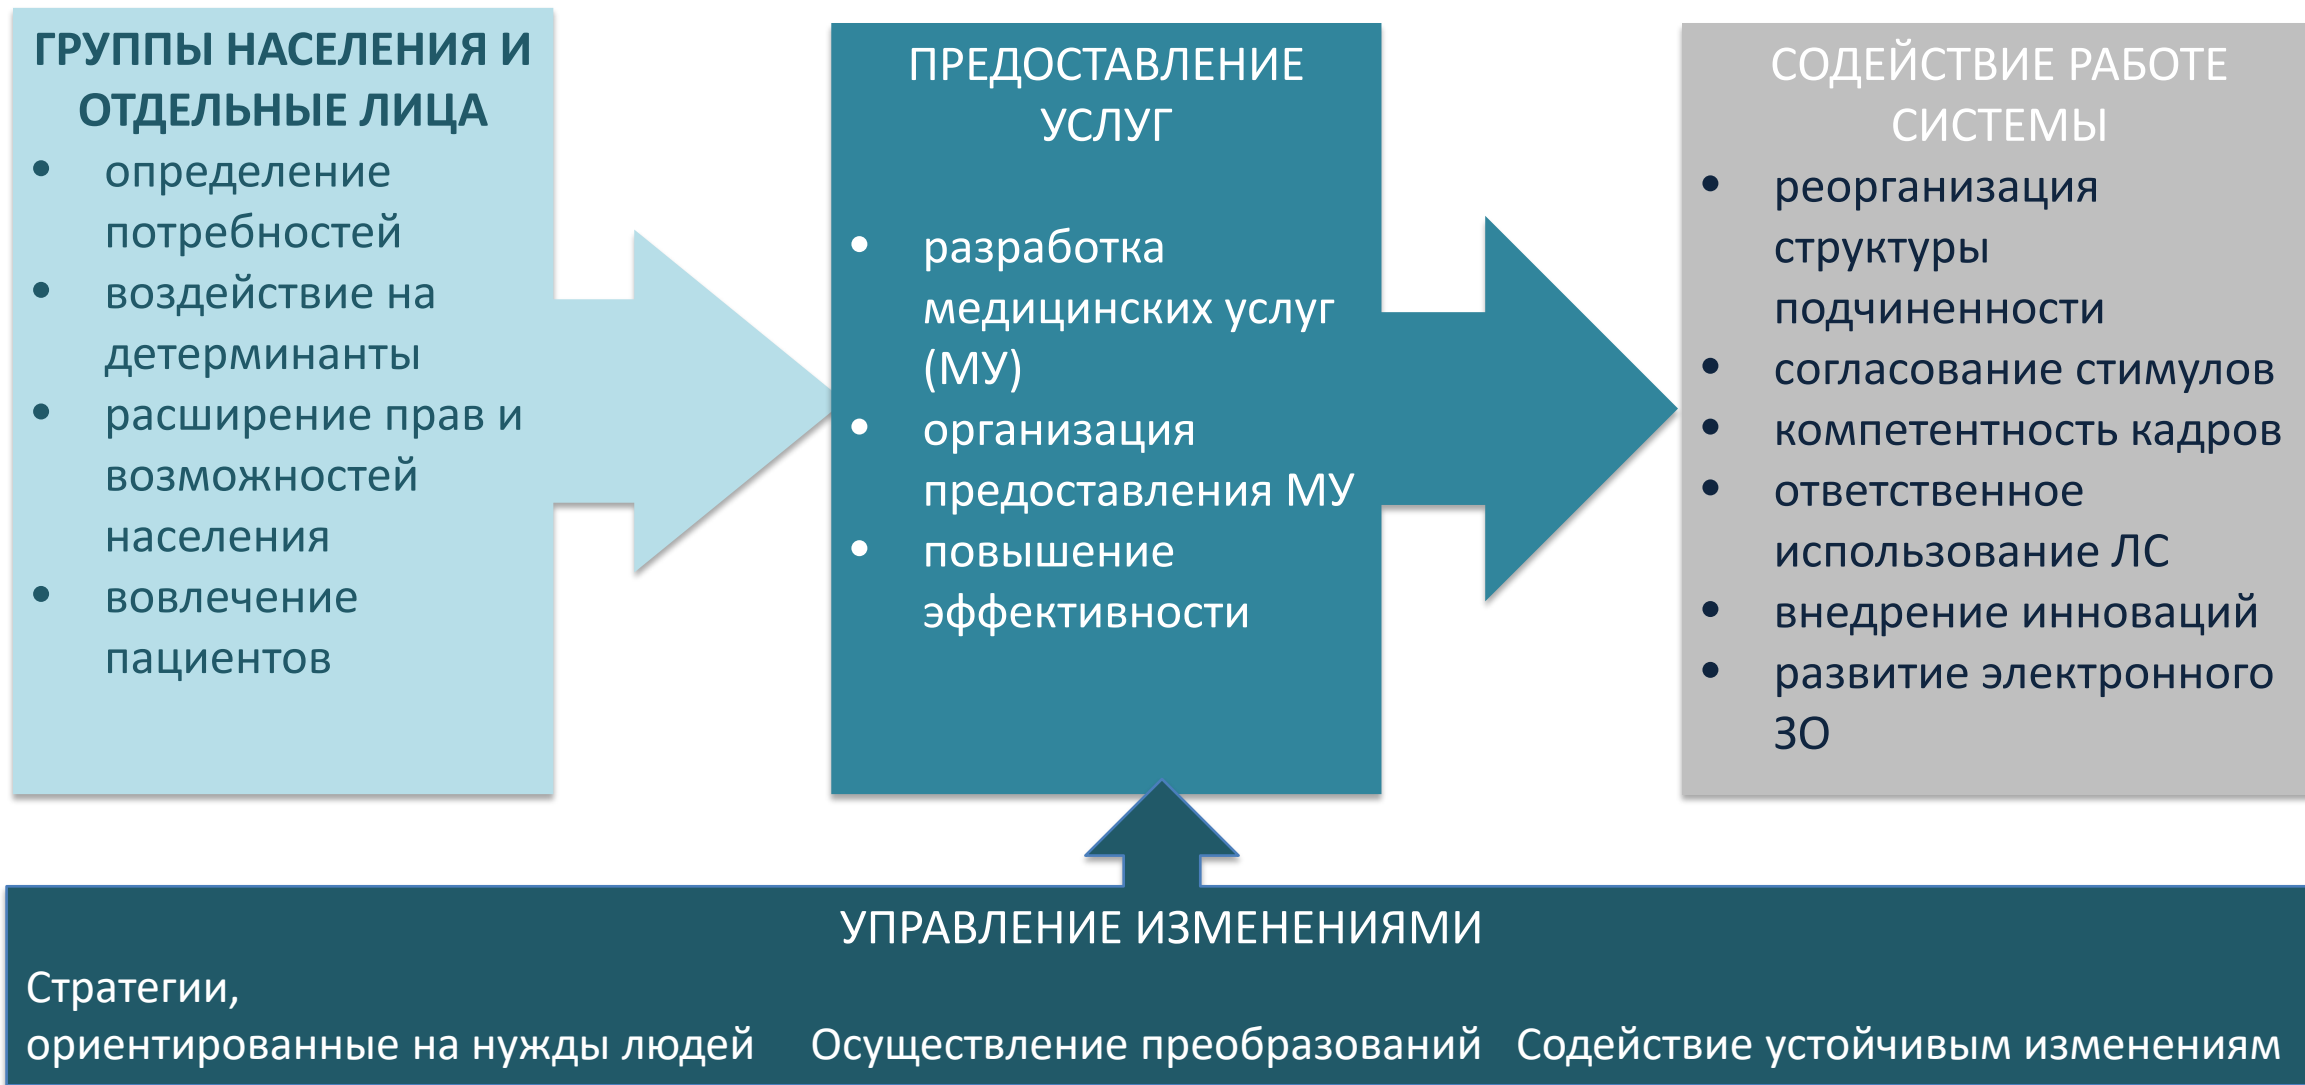 ГРУППЫ НАСЕЛЕНИЯ И
ОТДЕЛЬНЫЕ ЛИЦА
• определение
потребностей
• воздействие на
детерминанты
• расширение прав и
возможностей
населения
• вовлечение
пациентов
ПРЕДОСТАВЛЕНИЕ
УСЛУГ
• разработка
медицинских услуг
(МУ)
• организация
предоставления МУ
• повышение
эффективности
СОДЕЙСТВИЕ РАБОТЕ
СИСТЕМЫ
• реорганизация
структуры
подчиненности
• согласование стимулов
• компетентность кадров
• ответственное
использование ЛС
• внедрение инноваций
• развитие электронного
ЗО
УПРАВЛЕНИЕ ИЗМЕНЕНИЯМИ
Стратегии,
ориентированные на нужды людей Осуществление преобразований Содействие устойчивым изменениям